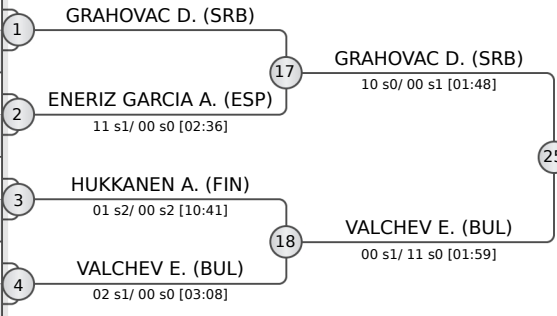 1
GRAHOVAC D. (SRB)
17
GRAHOVAC D. (SRB)
10 s0/ 00 s1 [01:48]
2
ENERIZ GARCIA A. (ESP)
11 s1/ 00 s0 [02:36]
25
3
HUKKANEN A. (FIN)
01 s2/ 00 s2 [10:41]
18
VALCHEV E. (BUL)
00 s1/ 11 s0 [01:59]
4
VALCHEV E. (BUL)
02 s1/ 00 s0 [03:08]